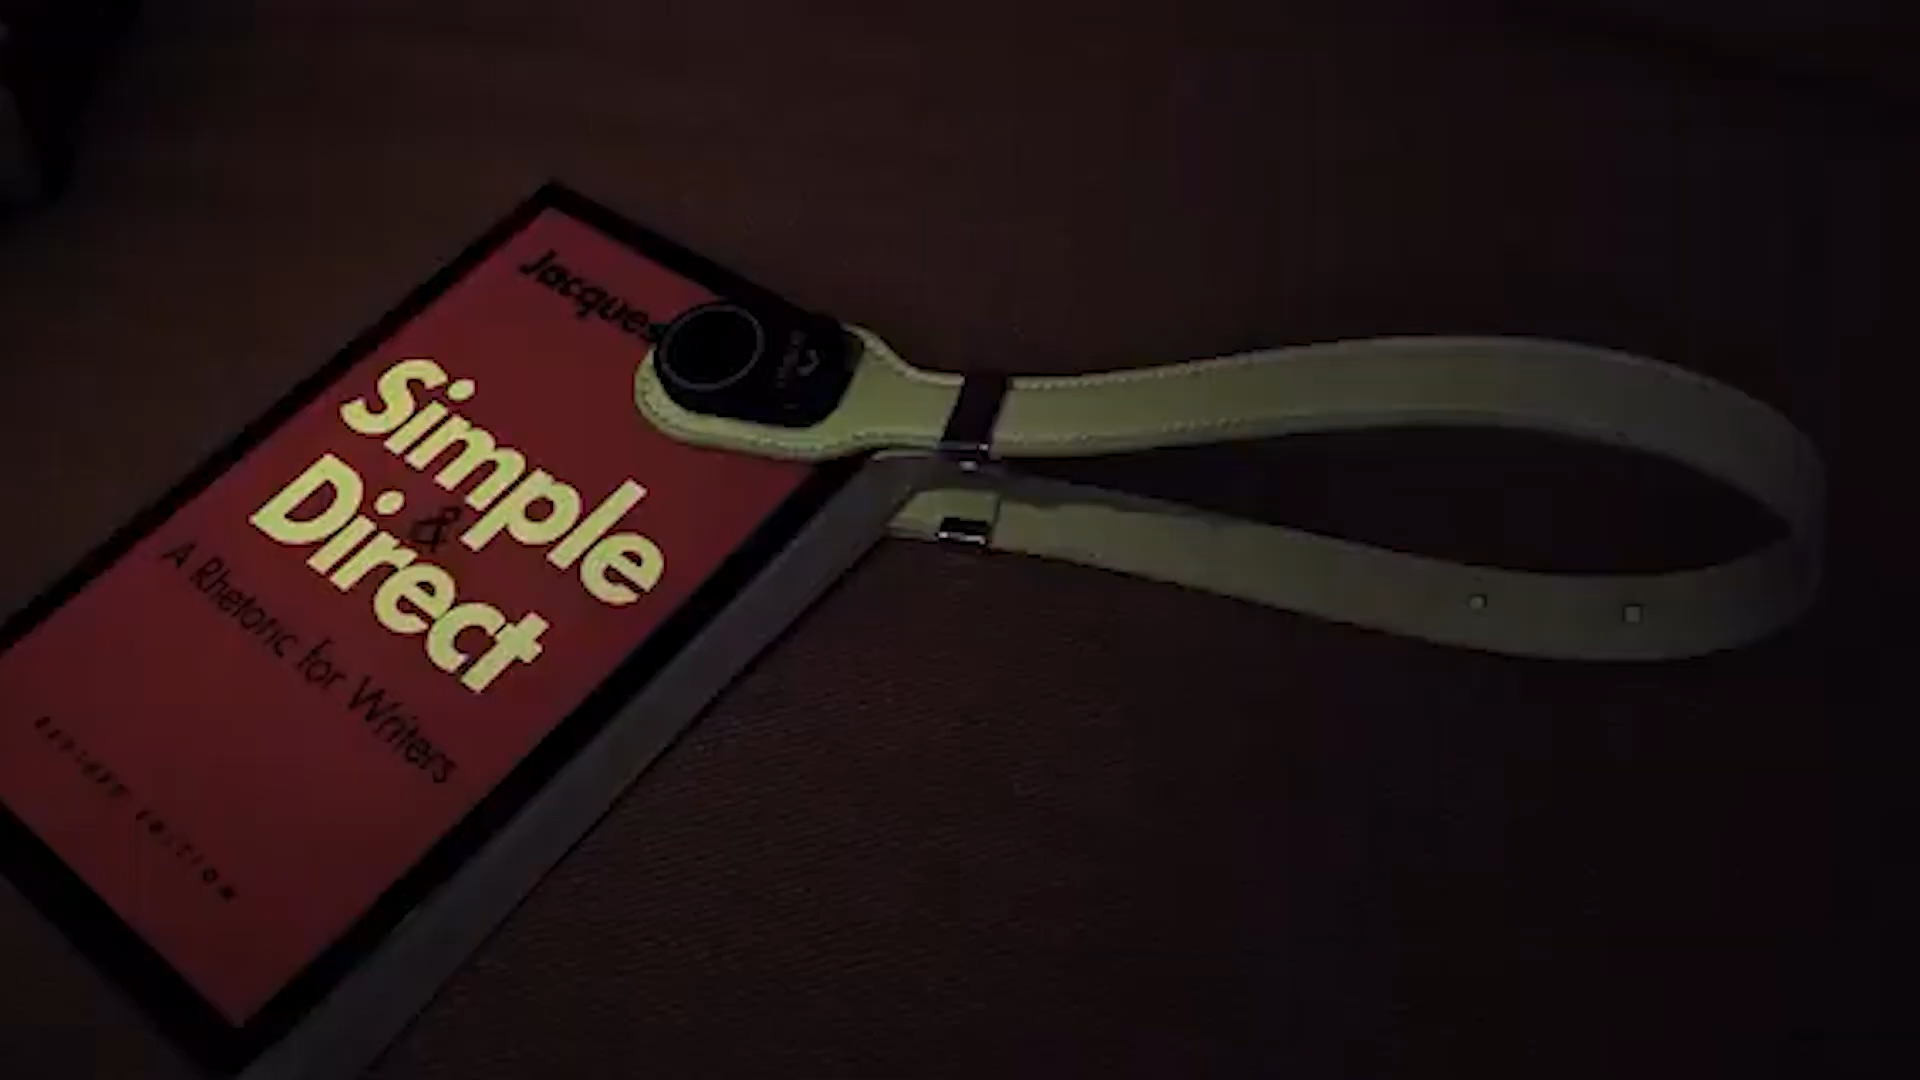 Jacques
Simple
&
Direct
A Rhetoric for Writers
EDITION